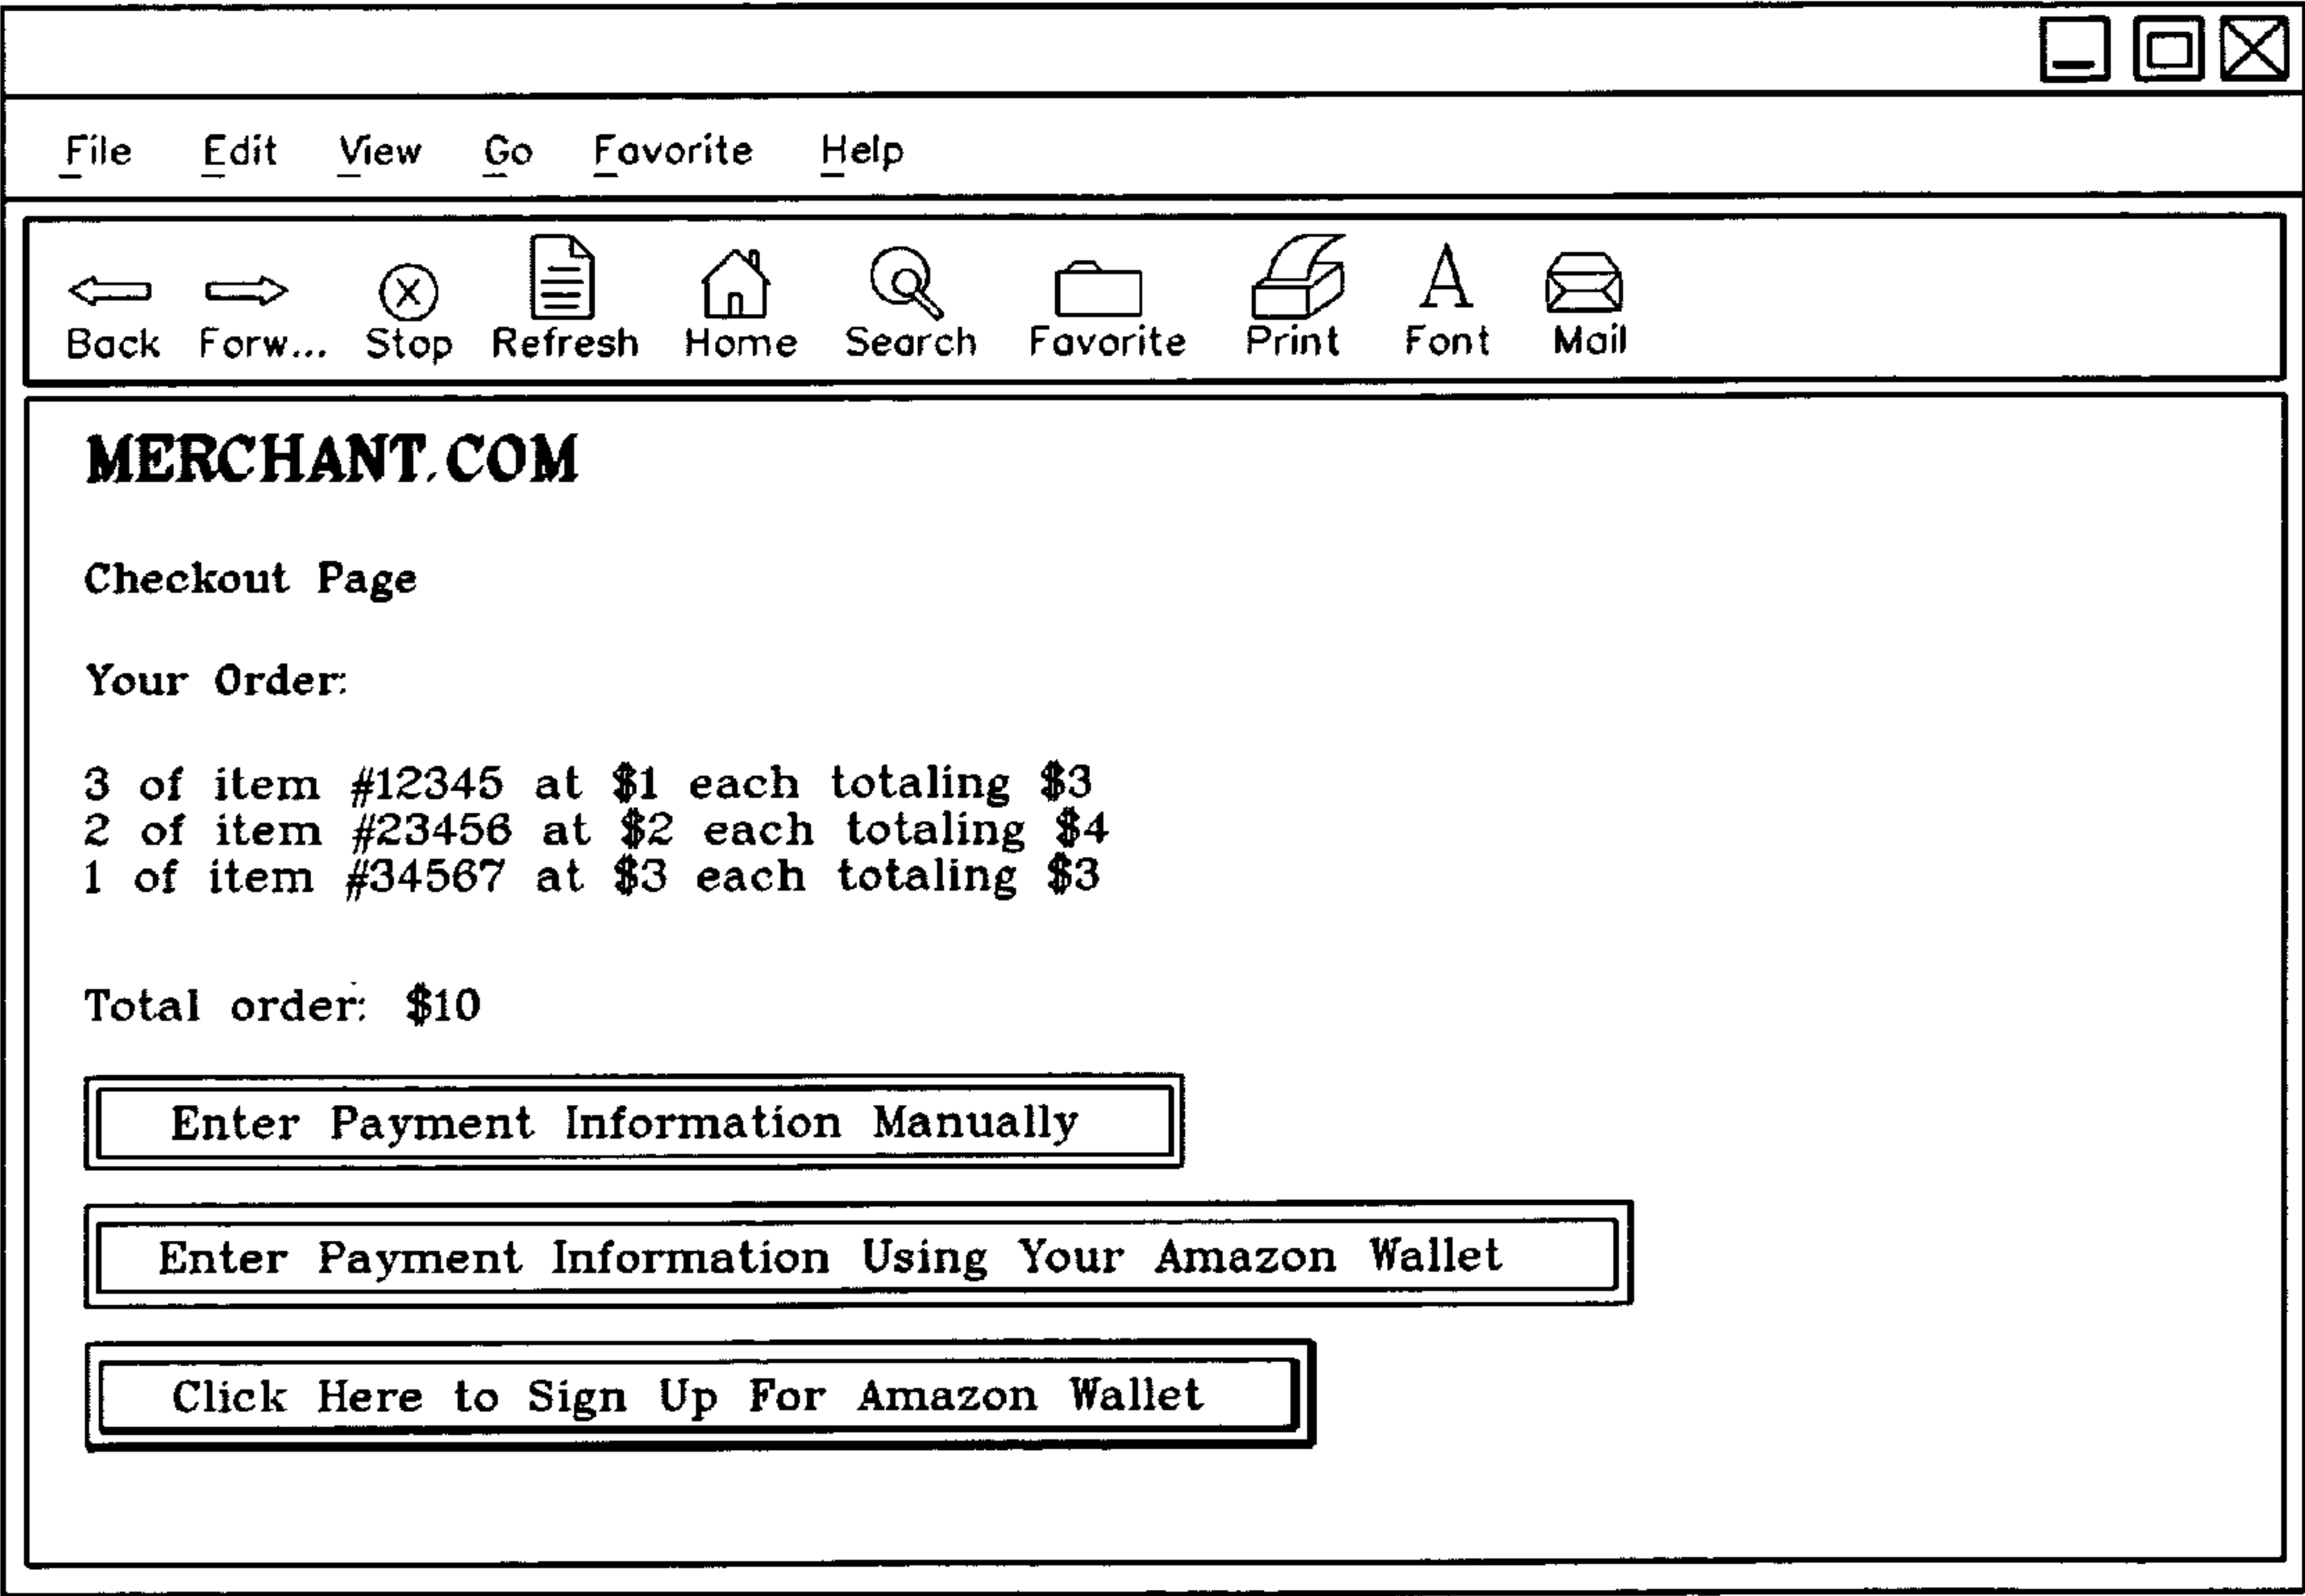 File Edit View Go Favorite Help
Back Forw... Stop Refresh Home Search Favorite Print Font Mail
MERCHANT.COM
Checkout Page
Your Order:
3 of item #12345 at $1 each totaling $3
2 of item #23456 at $2 each totaling $4
1 of item #34567 at $3 each totaling $3
Total order: $10
Enter Payment Information Manually
Enter Payment Information Using Your Amazon Wallet
Click Here to Sign Up For Amazon Wallet